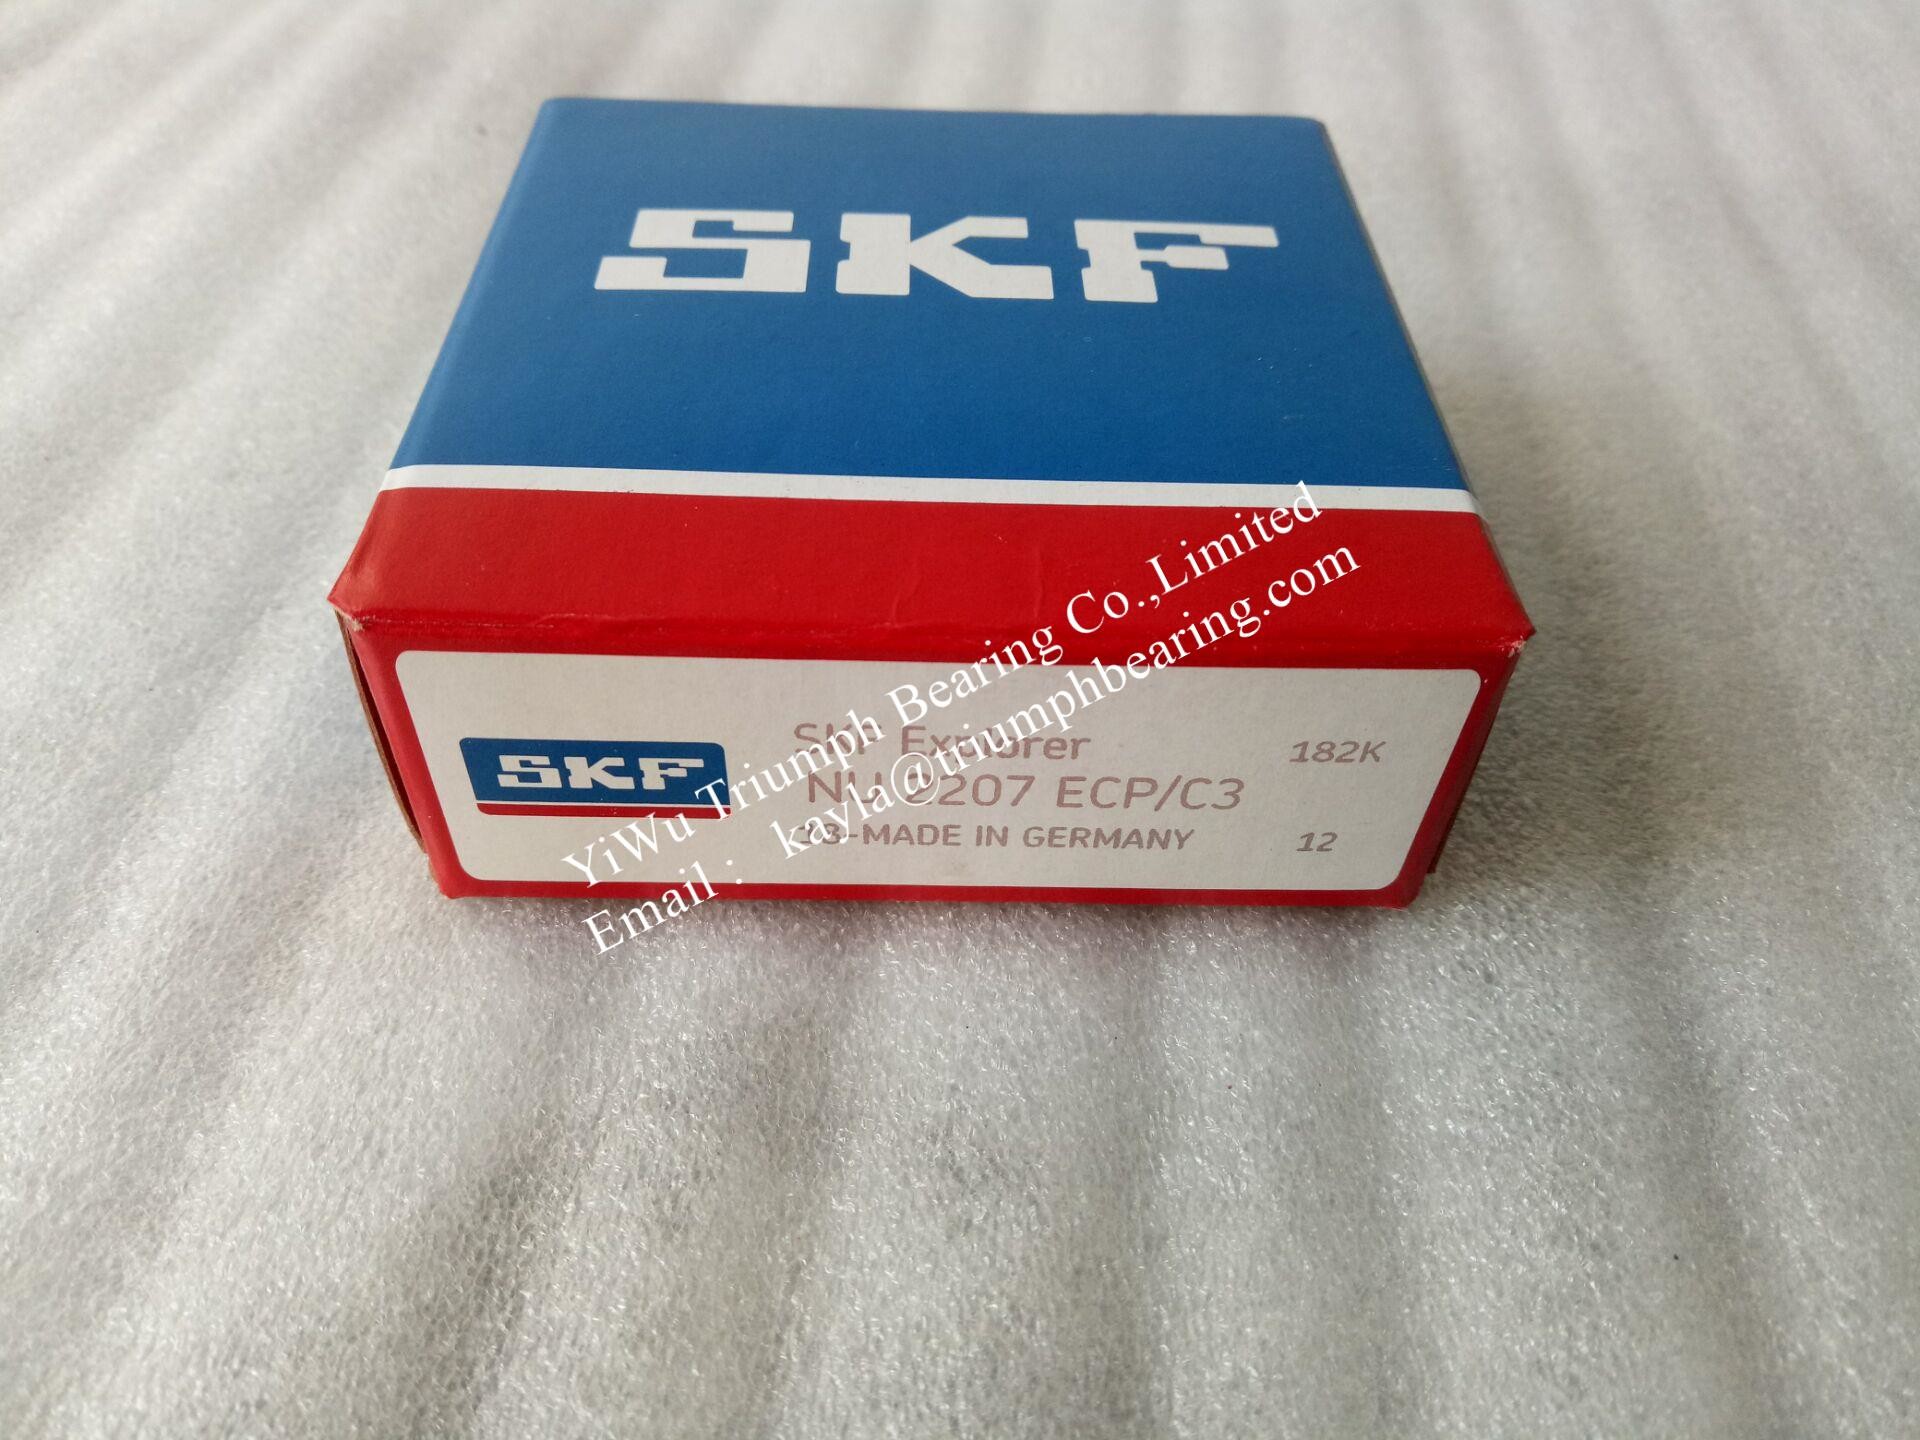 SKF
SKF
SKF Explorer
182K
NU 2207 ECP/C3
23-MADE IN GERMANY
12
YiWu Triumph Bearing Co.,Limited
Email : kayla@triumphbearing.com